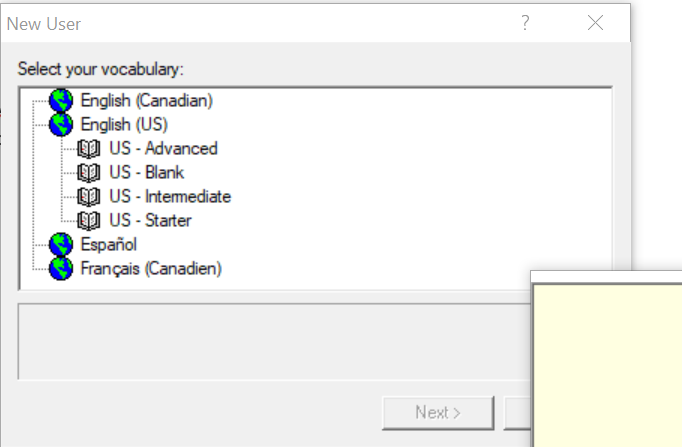 New User
?
Select your vocabulary:
English (Canadian)
English (US)
US - Advanced
US - Blank
US - Intermediate
US - Starter
Español
Français (Canadien)
Next >